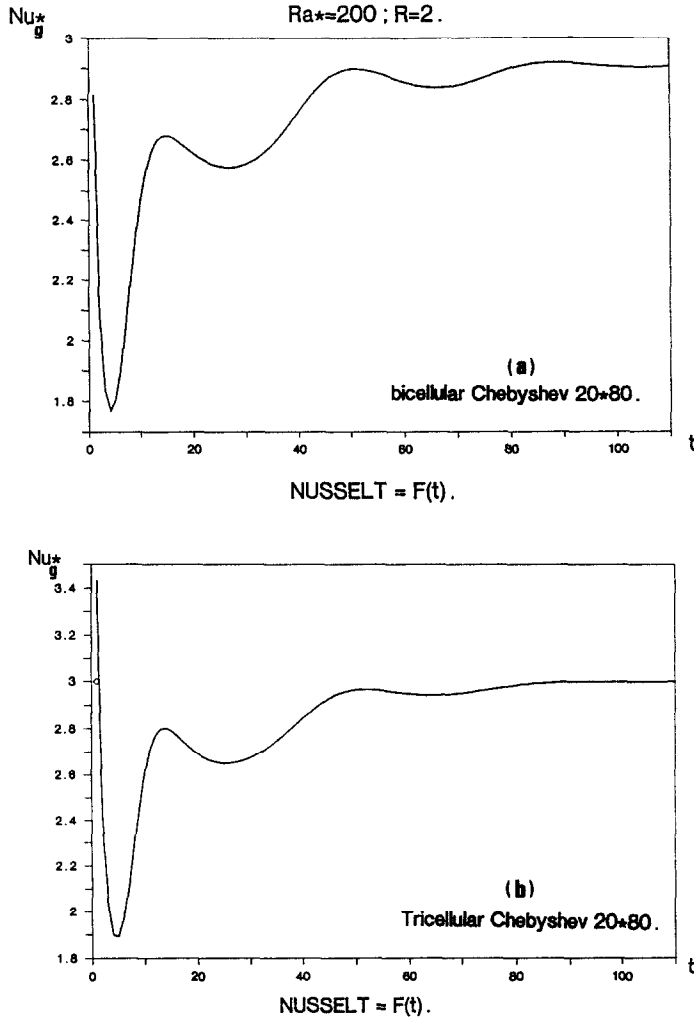 Nu*g
Ra*=200 ; R=2 .
3
2.8
2.6
2.4
2.2
2
1.8
0 20 40 60 80 100 t
(a)
bicellular Chebyshev 20*80 .
NUSSELT = F(t) .
Nu*g
3.4
3.2
3
2.8
2.6
2.4
2.2
2
1.8
0 20 40 60 80 100 t
(b)
Tricellular Chebyshev 20*80 .
NUSSELT = F(t) .